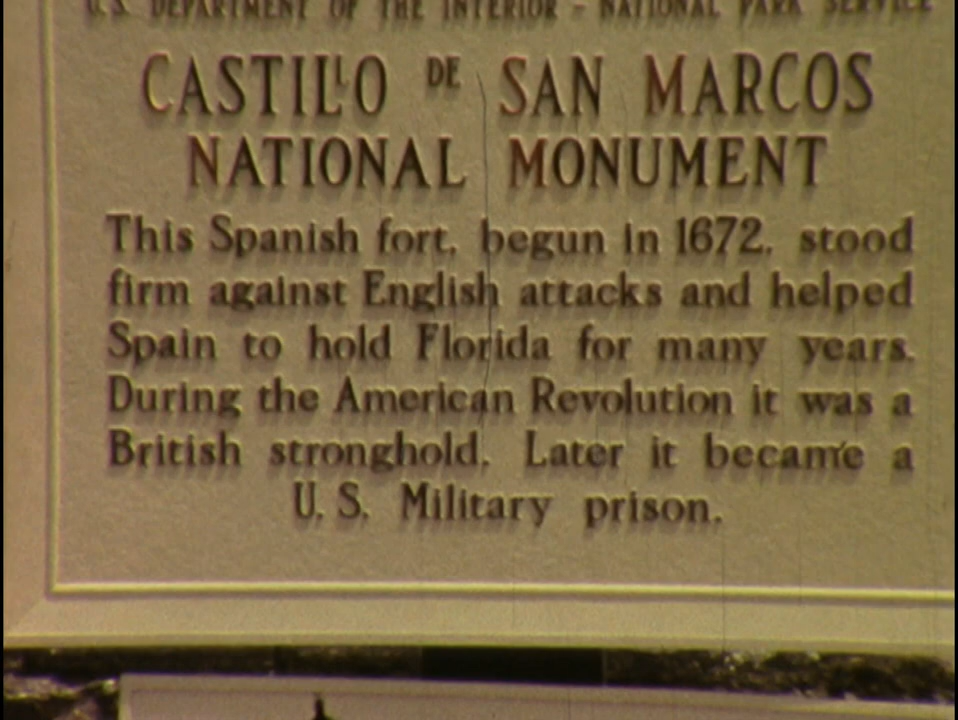 U.S. DEPARTMENT OF THE INTERIOR - NATIONAL PARK SERVICE
CASTILLO DE SAN MARCOS
NATIONAL MONUMENT
This Spanish fort, begun in 1672, stood
firm against English attacks and helped
Spain to hold Florida for many years.
During the American Revolution it was a
British stronghold. Later it became a
U. S. Military prison.